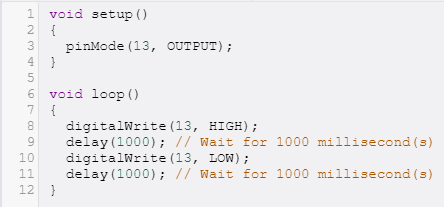 1 void setup()
2 {
3   pinMode(13, OUTPUT);
4 }
5
6 void loop()
7 {
8   digitalWrite(13, HIGH);
9   delay(1000); // Wait for 1000 millisecond(s)
10   digitalWrite(13, LOW);
11   delay(1000); // Wait for 1000 millisecond(s)
12 }